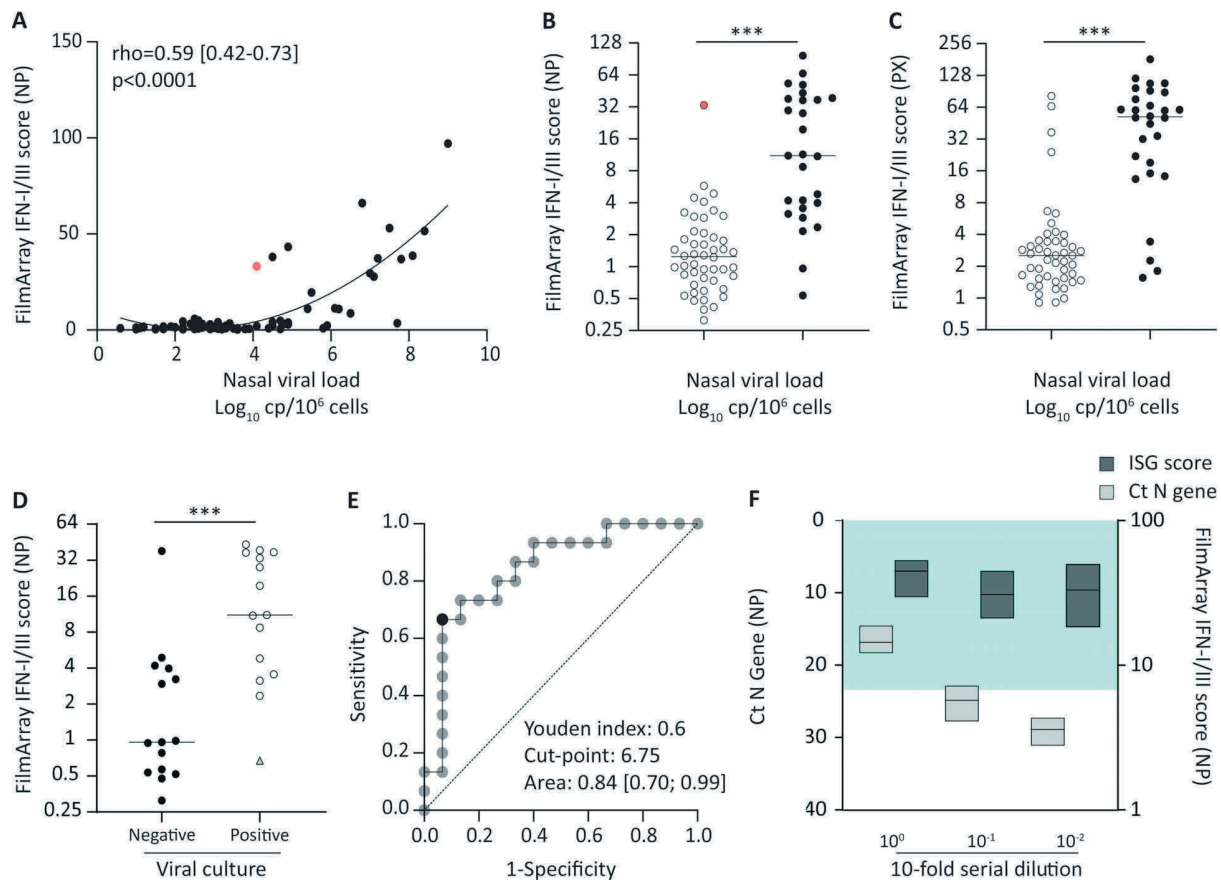 A
FilmArray IFN-I/III score (NP)
150
100
50
0
rho=0.59 [0.42-0.73]
p<0.0001
0 2 4 6 8 10
Nasal viral load
Log₁₀ cp/10⁶ cells
B
FilmArray IFN-I/III score (NP)
128
64
32
16
8
4
2
1
0.5
0.25
***
Nasal viral load
Log₁₀ cp/10⁶ cells
C
FilmArray IFN-I/III score (PX)
256
128
64
32
16
8
4
2
1
0.5
***
Nasal viral load
Log₁₀ cp/10⁶ cells
D
FilmArray IFN-I/III score (NP)
64
32
16
8
4
2
1
0.5
0.25
***
Negative Positive
Viral culture
E
Sensitivity
1.0
0.8
0.6
0.4
0.2
0.0
Youden index: 0.6
Cut-point: 6.75
Area: 0.84 [0.70; 0.99]
0.0 0.2 0.4 0.6 0.8 1.0
1-Specificity
F
ISG score
Ct N gene
Ct N Gene (NP)
0
10
20
30
40
100
10
1
FilmArray IFN-I/III score (NP)
10⁰ 10⁻¹ 10⁻²
10-fold serial dilution